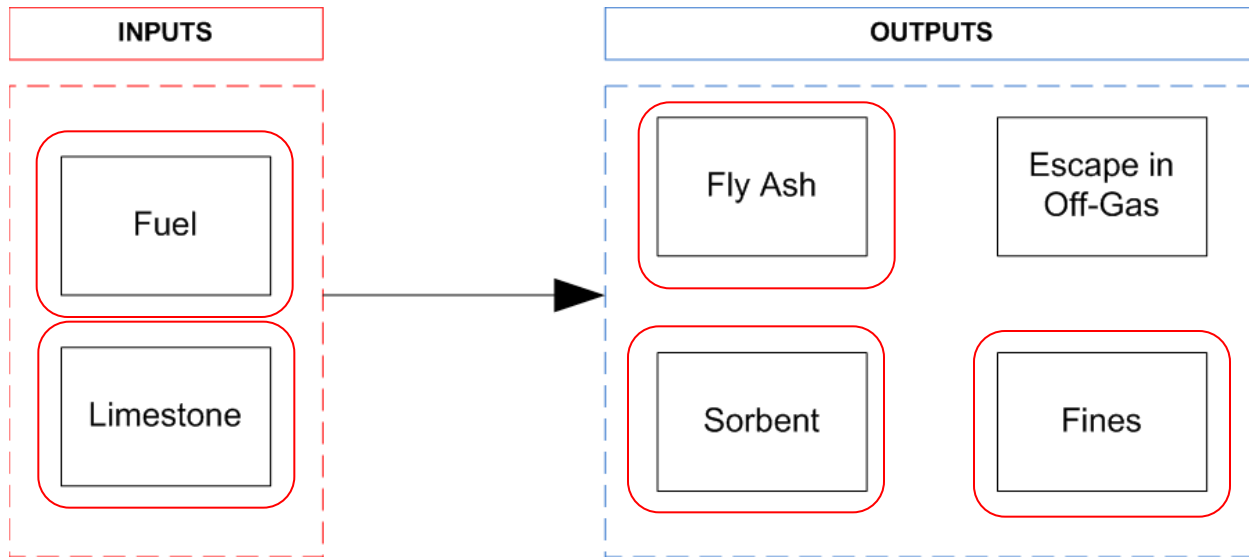 INPUTS
OUTPUTS
Fuel
Limestone
Fly Ash
Escape in
Off-Gas
Sorbent
Fines